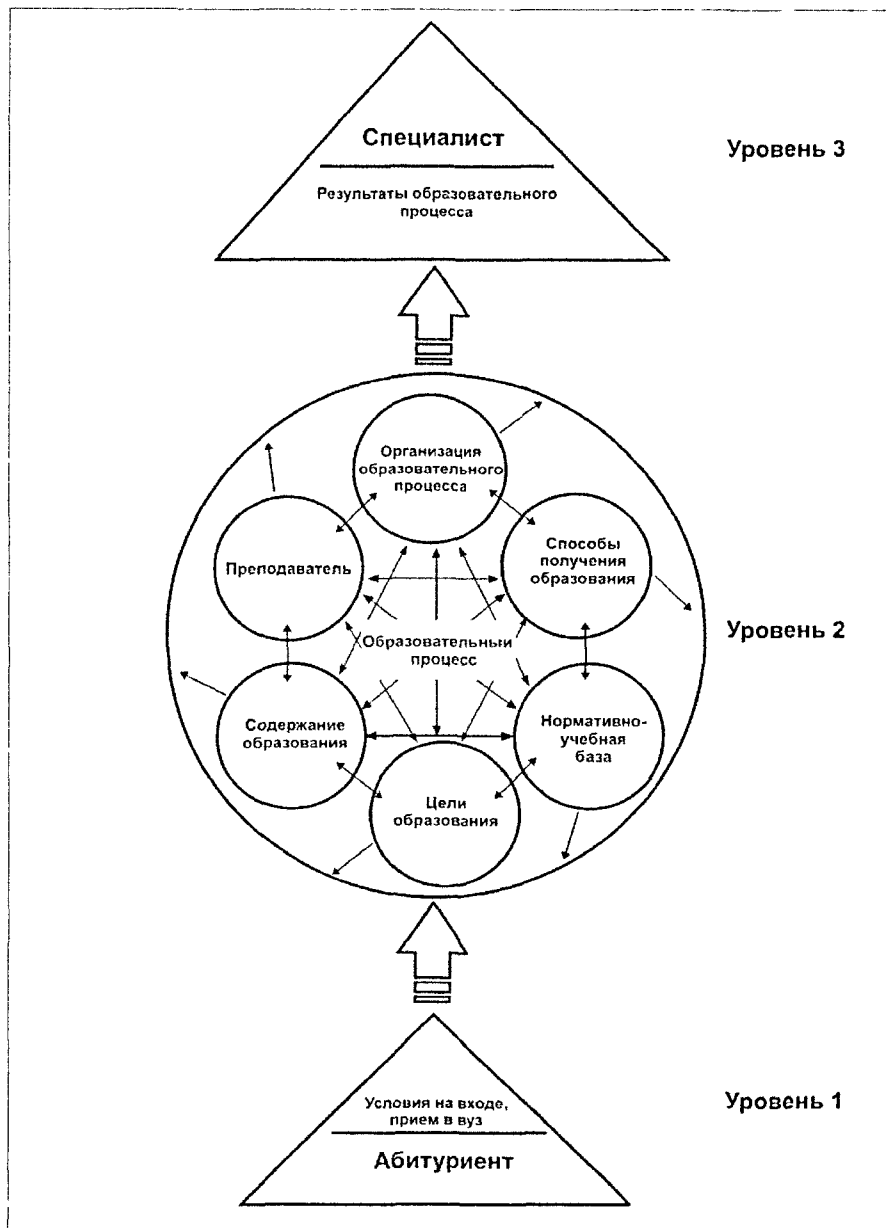 Специалист
Уровень 3
Результаты образовательного
процесса
Организация
образовательного
процесса
Преподаватель
Способы
получения
образования
Образовательный
процесс
Уровень 2
Содержание
образования
Нормативно-
учебная
база
Цели
образования
Условия на входе,
прием в вуз
Уровень 1
Абитуриент